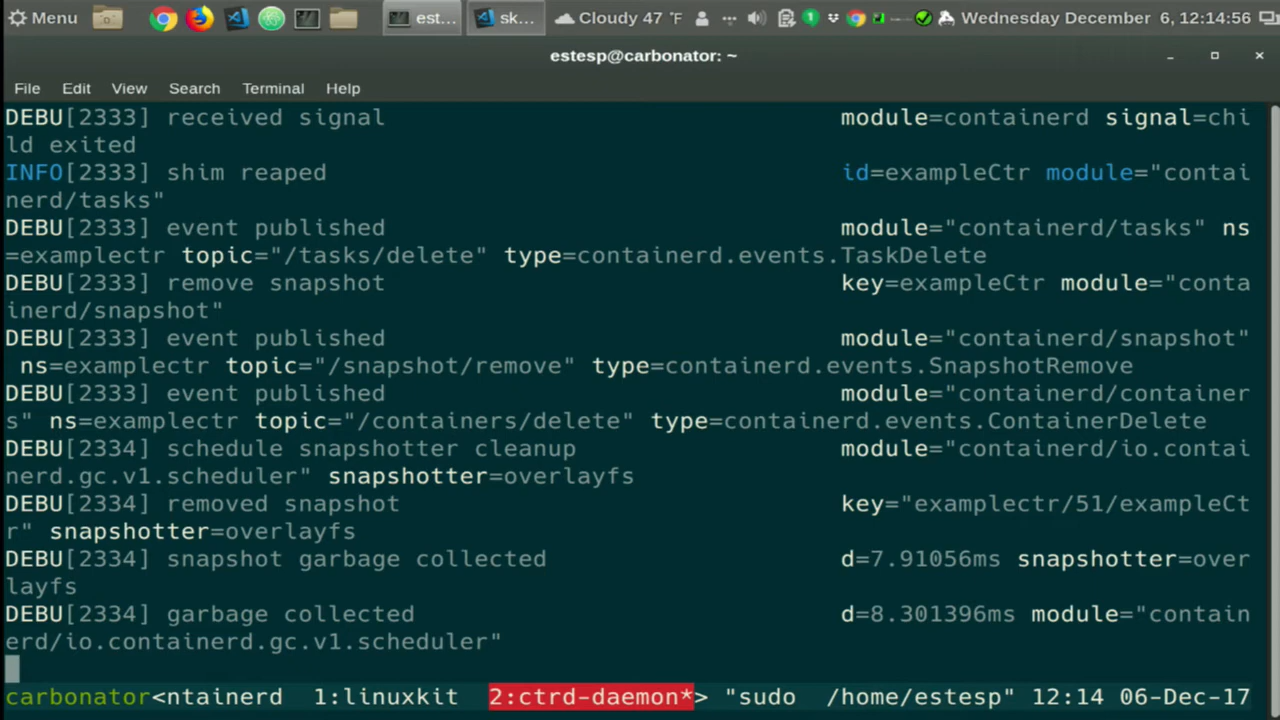 Menu est... sk... Cloudy 47 °F 1 Wednesday December 6, 12:14:56
estesp@carbonator: ~
File Edit View Search Terminal Help
DEBU[2333] received signal module=containerd signal=chi
ld exited
INFO[2333] shim reaped id=exampleCtr module="contai
nerd/tasks"
DEBU[2333] event published module="containerd/tasks" ns
=examplectr topic="/tasks/delete" type=containerd.events.TaskDelete
DEBU[2333] remove snapshot key=exampleCtr module="conta
inerd/snapshot"
DEBU[2333] event published module="containerd/snapshot"
ns=examplectr topic="/snapshot/remove" type=containerd.events.SnapshotRemove
DEBU[2333] event published module="containerd/container
s" ns=examplectr topic="/containers/delete" type=containerd.events.ContainerDelete
DEBU[2334] schedule snapshotter cleanup module="containerd/io.contai
nerd.gc.v1.scheduler" snapshotter=overlayfs
DEBU[2334] removed snapshot key="examplectr/51/exampleCt
r" snapshotter=overlayfs
DEBU[2334] snapshot garbage collected d=7.91056ms snapshotter=over
layfs
DEBU[2334] garbage collected d=8.301396ms module="contain
erd/io.containerd.gc.v1.scheduler"
carbonator<ntainerd 1:linuxkit 2:ctrd-daemon*> "sudo /home/estesp" 12:14 06-Dec-17